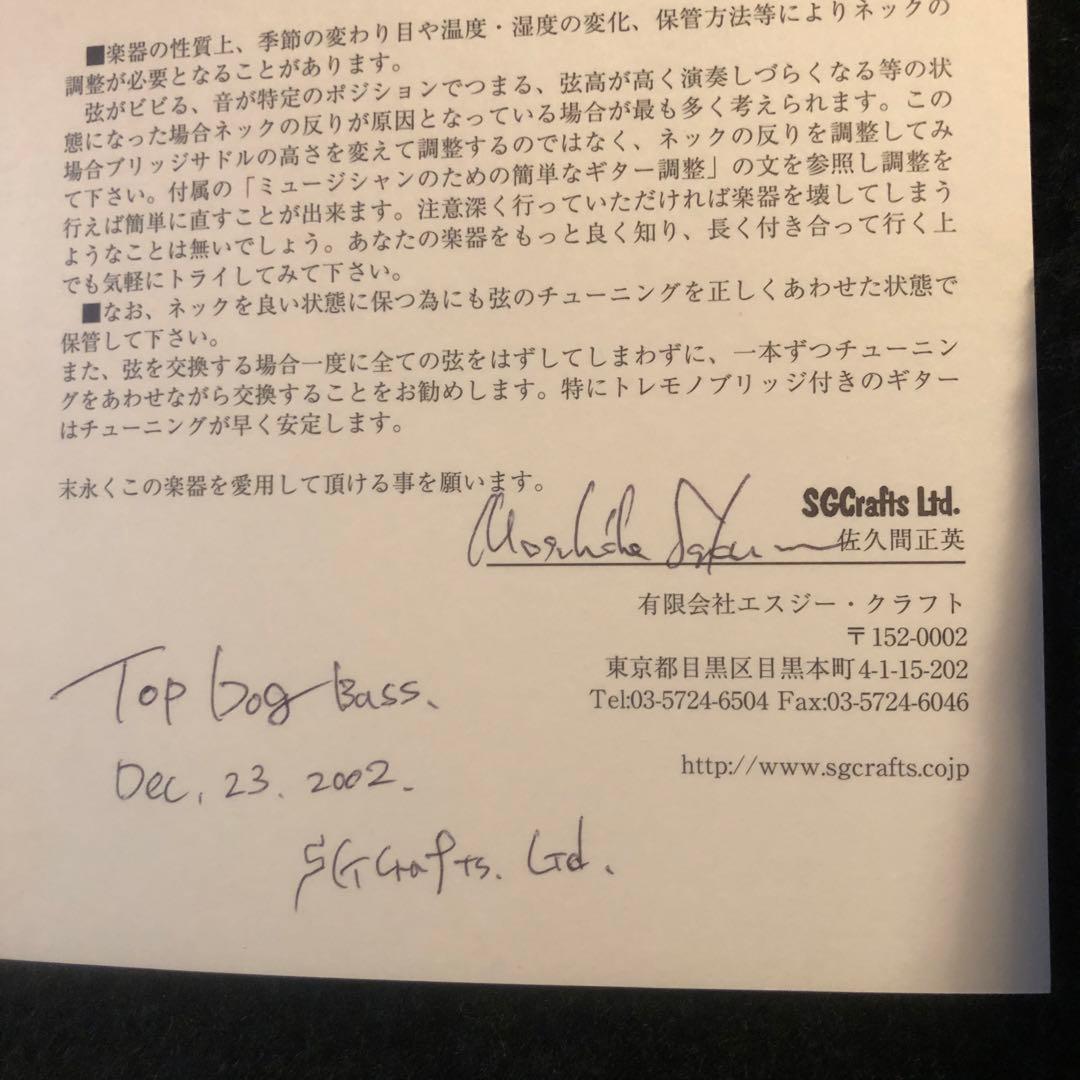 ■楽器の性質上、季節の変わり目や温度・湿度の変化、保管方法等によりネックの
調整が必要となることがあります。
弦がビビる、音が特定のポジションでつまる、弦高が高く演奏しづらくなる等の状
態になった場合ネックの反りが原因となっている場合が最も多く考えられます。この
場合ブリッジサドルの高さを変えて調整するのではなく、ネックの反りを調整してみ
て下さい。付属の「ミュージシャンのための簡単なギター調整」の文を参照し調整を
行えば簡単に直すことが出来ます。注意深く行っていただければ楽器を壊してしまう
ようなことは無いでしょう。あなたの楽器をもっと良く知り、長く付き合って行く上
でも気軽にトライしてみて下さい。
■なお、ネックを良い状態に保つ為にも弦のチューニングを正しくあわせた状態で
保管して下さい。
また、弦を交換する場合一度に全ての弦をはずしてしまわずに、一本ずつチューニン
グをあわせながら交換することをお勧めします。特にトレモノブリッジ付きのギター
はチューニングが早く安定します。
末永くこの楽器を愛用して頂ける事を願います。
SGCrafts Ltd.
佐久間正英
有限会社エスジー・クラフト
〒152-0002
東京都目黒区目黒本町4-1-15-202
Tel:03-5724-6504 Fax:03-5724-6046
http://www.sgcrafts.cojp
Top Dog Bass.
Dec. 23. 2002.
SGCrafts. Ltd.